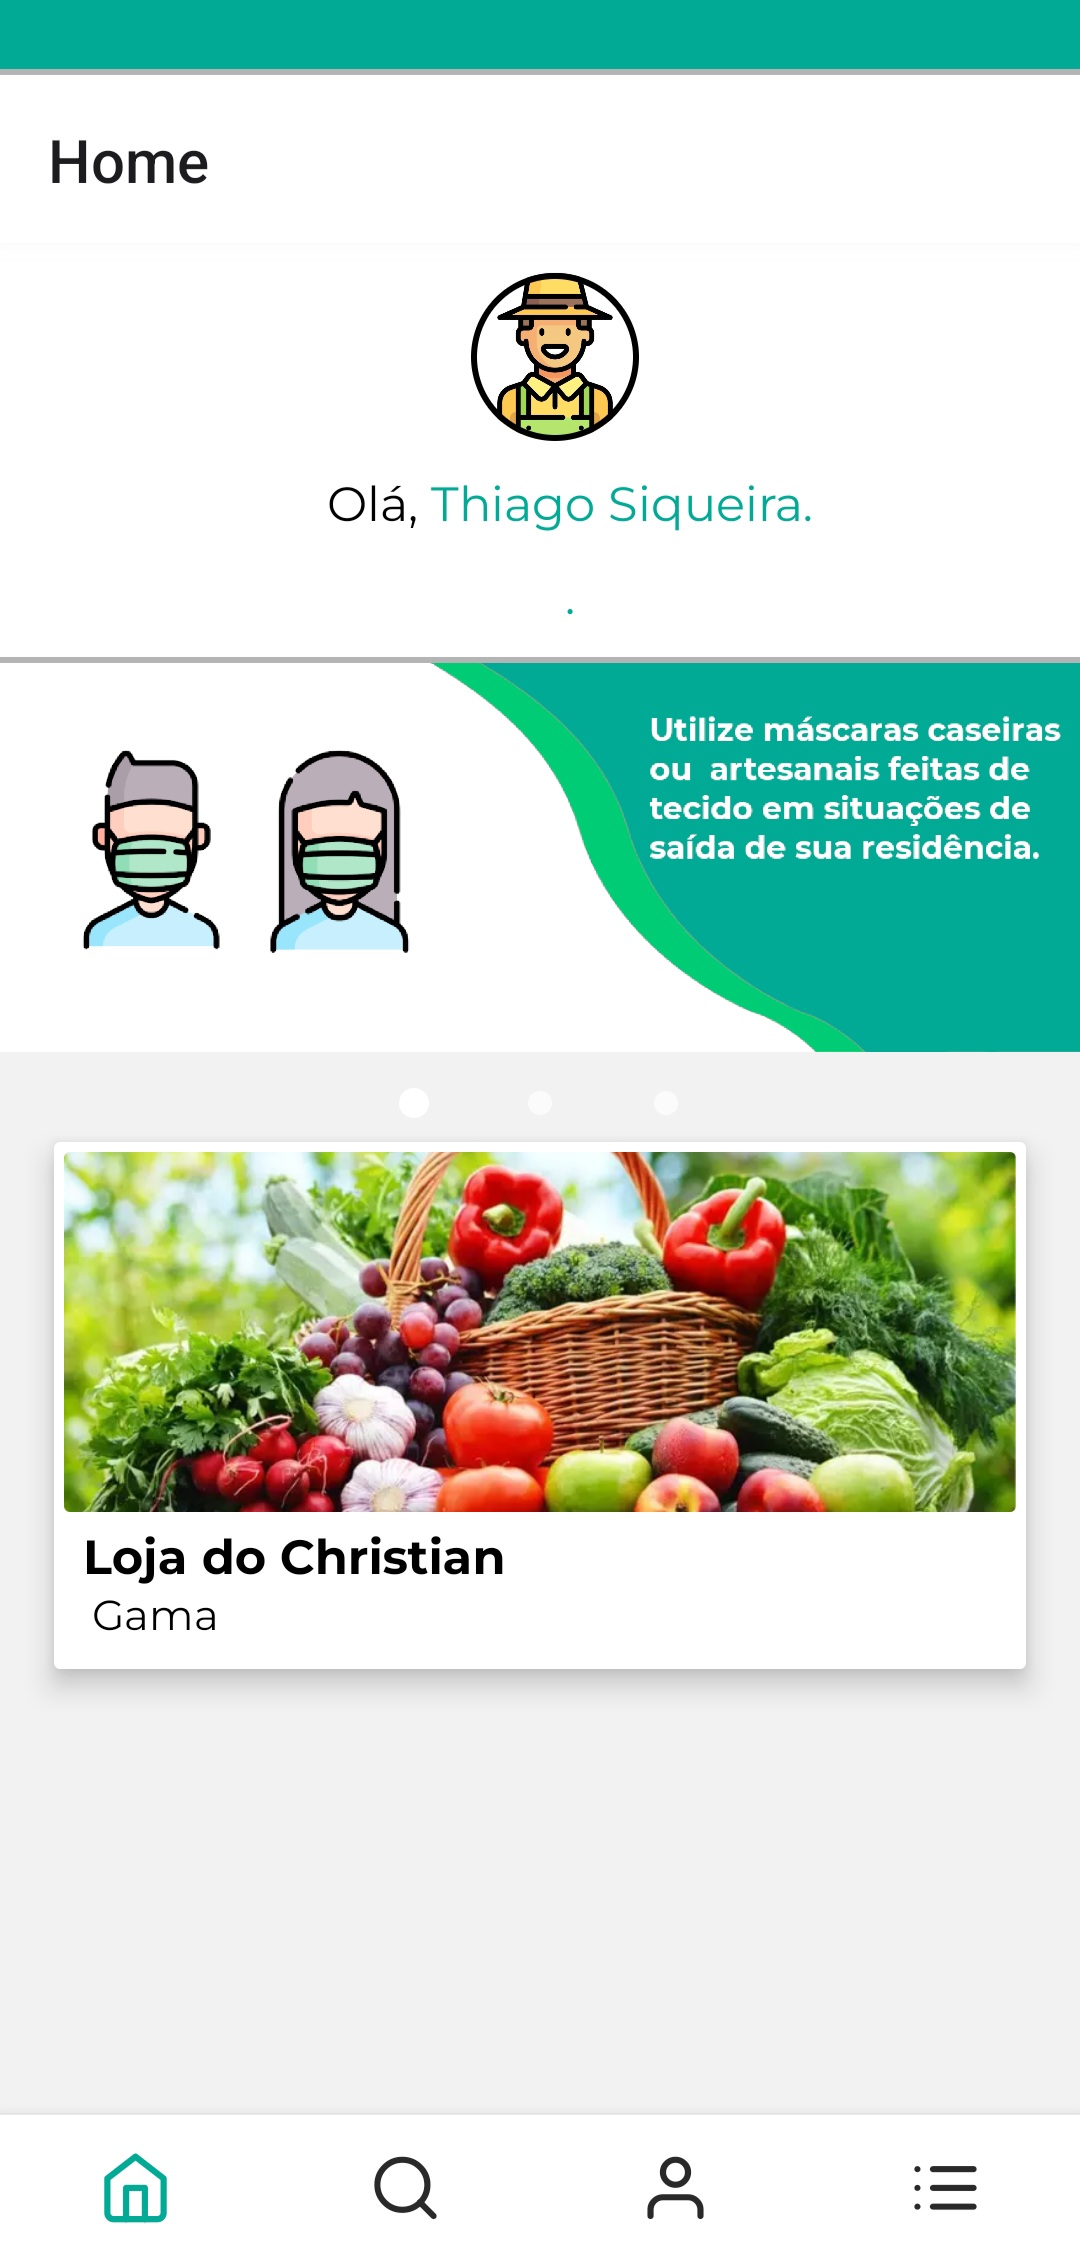 Home
Olá, Thiago Siqueira.
.
Utilize máscaras caseiras
ou  artesanais feitas de
tecido em situações de
saída de sua residência.
Loja do Christian
Gama